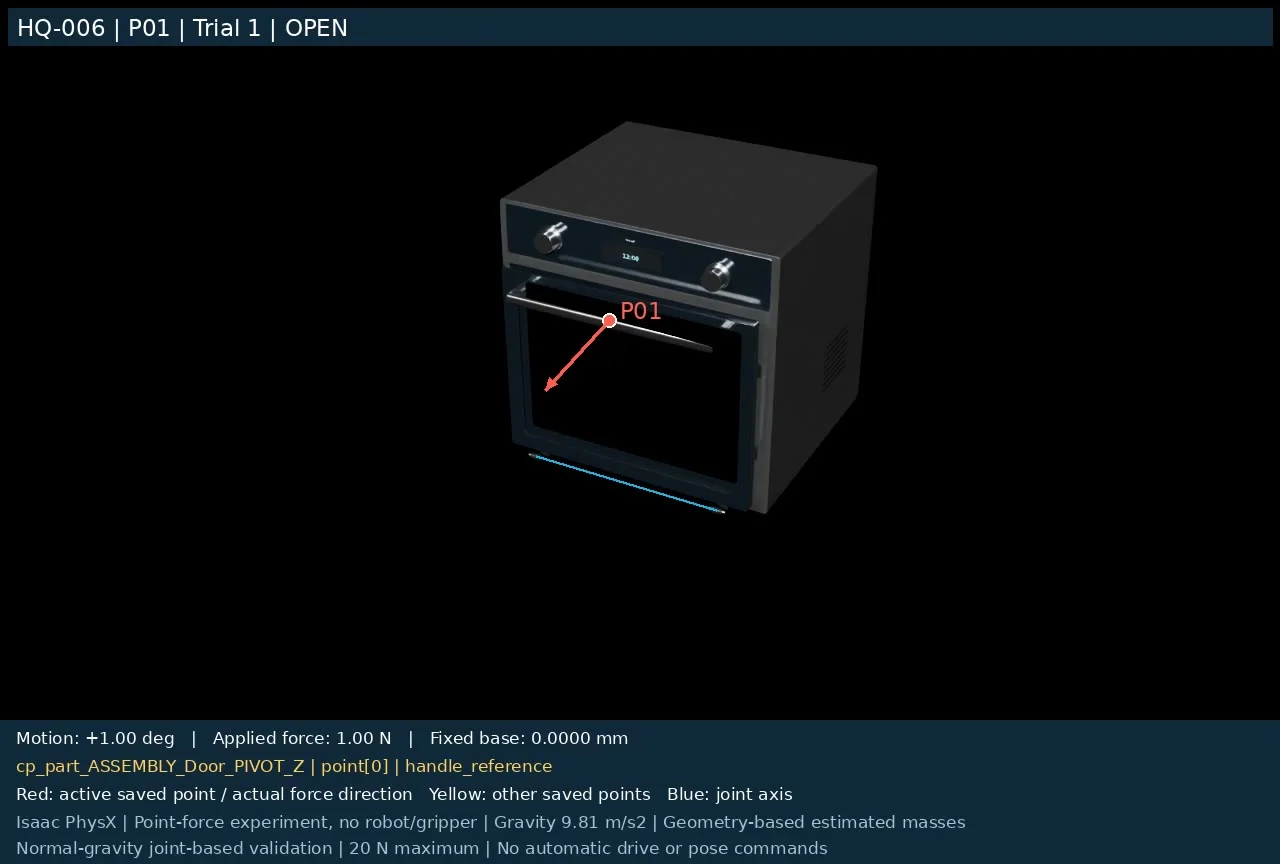 HQ-006 | P01 | Trial 1 | OPEN
12:00
P01
Motion: +1.00 deg | Applied force: 1.00 N | Fixed base: 0.0000 mm
cp_part_ASSEMBLY_Door_PIVOT_Z | point[0] | handle_reference
Red: active saved point / actual force direction Yellow: other saved points Blue: joint axis
Isaac PhysX | Point-force experiment, no robot/gripper | Gravity 9.81 m/s2 | Geometry-based estimated masses
Normal-gravity joint-based validation | 20 N maximum | No automatic drive or pose commands